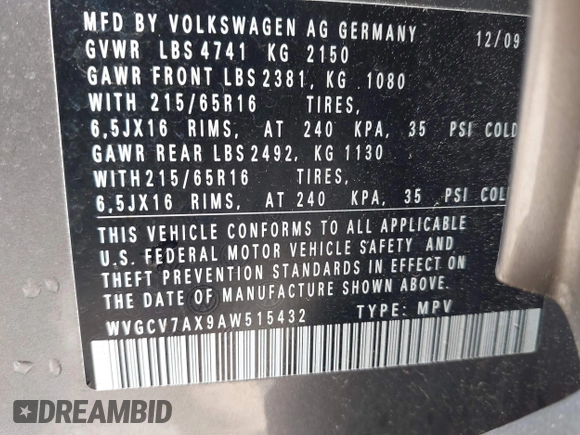 MFD BY VOLKSWAGEN AG GERMANY 12/09
GVWR LBS 4741 KG 2150
GAWR FRONT LBS 2381, KG 1080
WITH 215/65R16 TIRES,
6,5JX16 RIMS, AT 240 KPA, 35 PSI COLD
GAWR REAR LBS 2492, KG 1130
WITH 215/65R16 TIRES,
6,5JX16 RIMS, AT 240 KPA, 35 PSI COLD
THIS VEHICLE CONFORMS TO ALL APPLICABLE
U.S. FEDERAL MOTOR VEHICLE SAFETY AND
THEFT PREVENTION STANDARDS IN EFFECT ON
THE DATE OF MANUFACTURE SHOWN ABOVE.
WVGCV7AX9AW515432 TYPE: MPV
DREAMBID